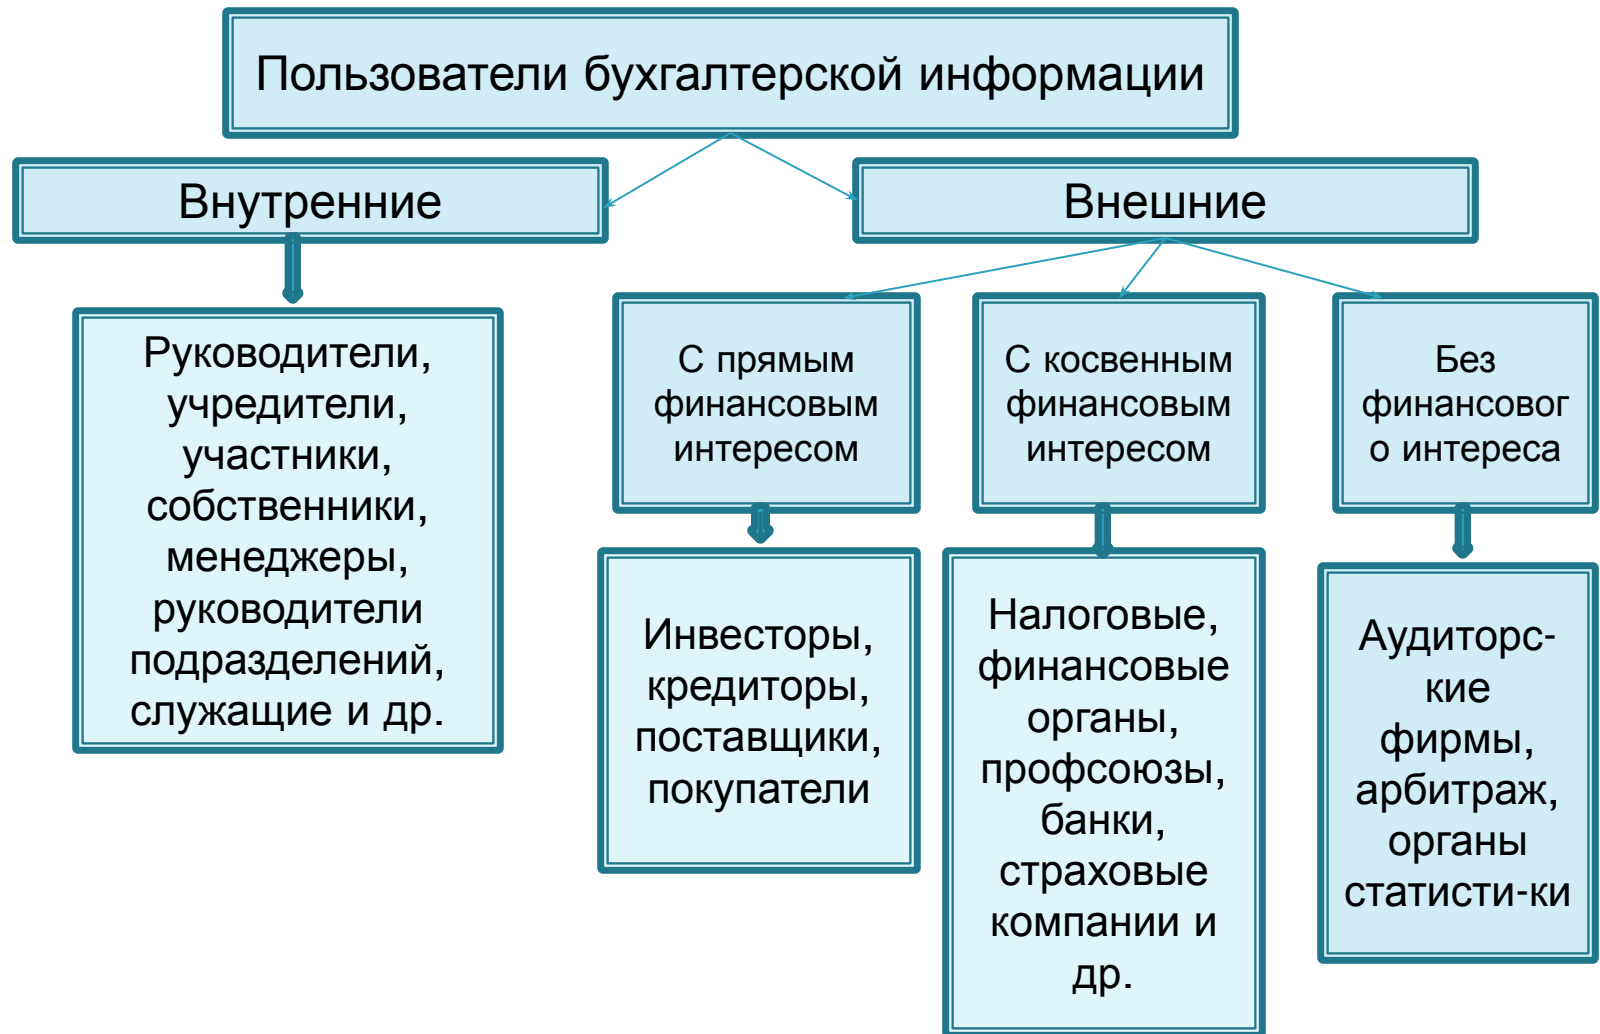 Пользователи бухгалтерской информации
Внутренние
Внешние
Руководители,
учредители,
участники,
собственники,
менеджеры,
руководители
подразделений,
служащие и др.
С прямым
финансовым
интересом
С косвенным
финансовым
интересом
Без
финансовог
о интереса
Инвесторы,
кредиторы,
поставщики,
покупатели
Налоговые,
финансовые
органы,
профсоюзы,
банки,
страховые
компании и
др.
Аудиторс-
кие
фирмы,
арбитраж,
органы
статисти-ки